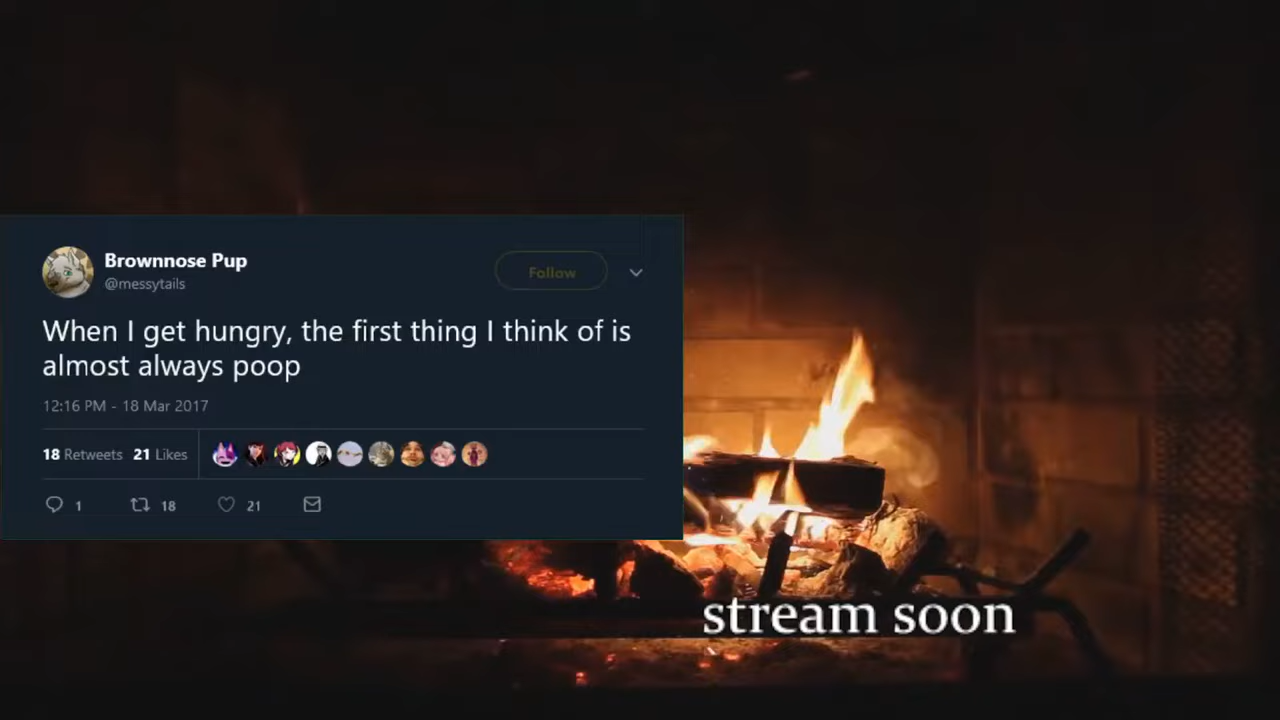 Brownnose Pup
@messytails
Follow
When I get hungry, the first thing I think of is
almost always poop
12:16 PM - 18 Mar 2017
18 Retweets 21 Likes
1 18 21
stream soon